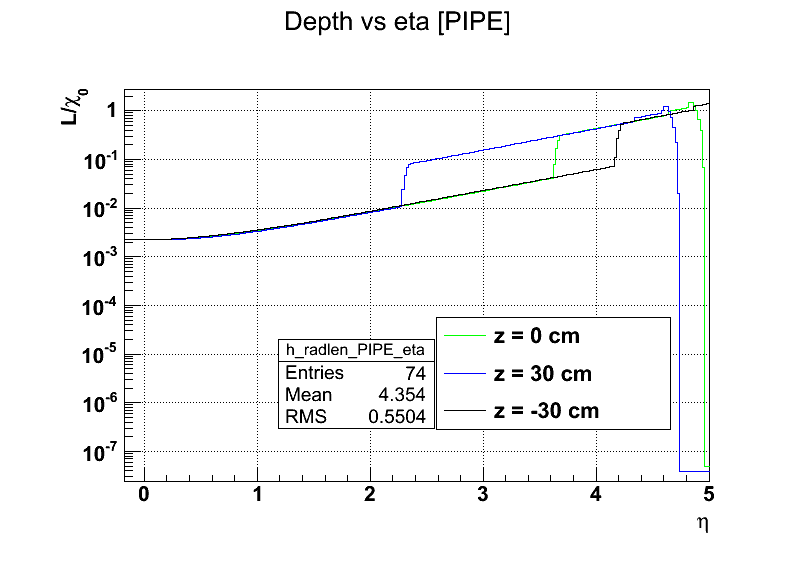 Depth vs eta [PIPE]
L/χ₀
1
10⁻¹
10⁻²
10⁻³
10⁻⁴
10⁻⁵
10⁻⁶
10⁻⁷
h_radlen_PIPE_eta
Entries 74
Mean 4.354
RMS 0.5504
z = 0 cm
z = 30 cm
z = -30 cm
0 1 2 3 4 5
η